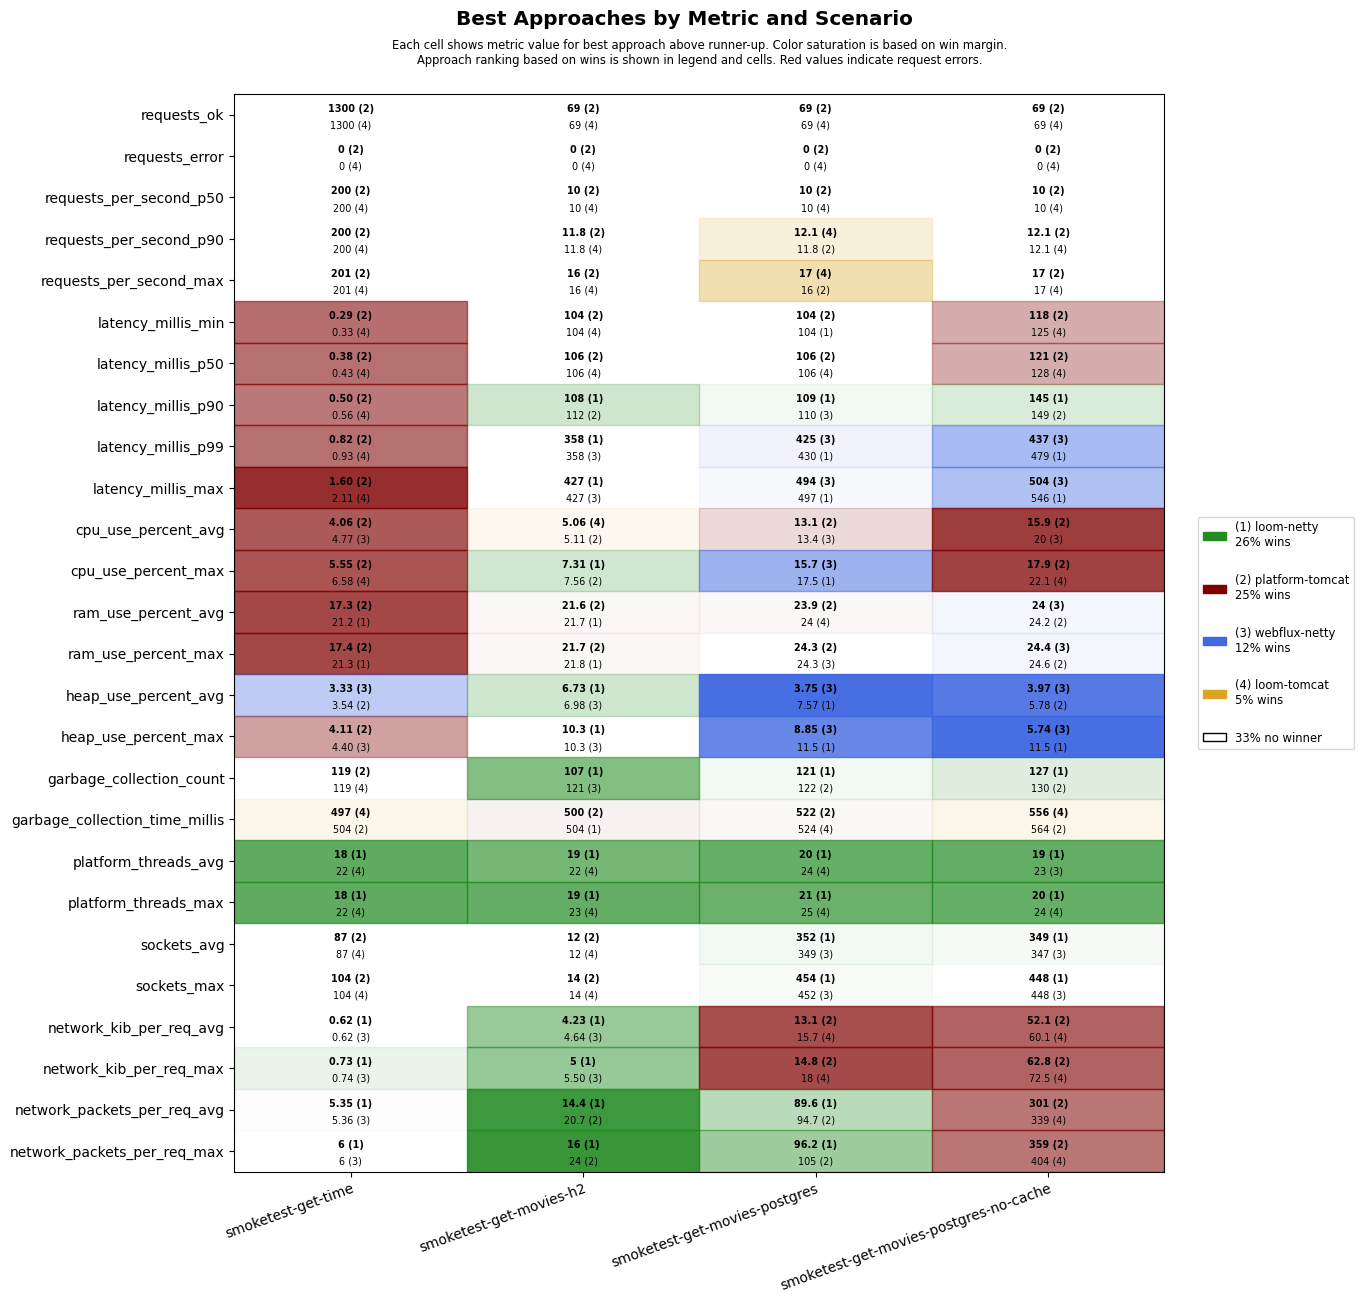 Best Approaches by Metric and Scenario
Each cell shows metric value for best approach above runner-up. Color saturation is based on win margin.
Approach ranking based on wins is shown in legend and cells. Red values indicate request errors.
requests_ok
1300 (2) 69 (2) 69 (2) 69 (2)
1300 (4) 69 (4) 69 (4) 69 (4)
requests_error
0 (2) 0 (2) 0 (2) 0 (2)
0 (4) 0 (4) 0 (4) 0 (4)
requests_per_second_p50
200 (2) 10 (2) 10 (2) 10 (2)
200 (4) 10 (4) 10 (4) 10 (4)
requests_per_second_p90
200 (2) 11.8 (2) 12.1 (4) 12.1 (2)
200 (4) 11.8 (4) 11.8 (2) 12.1 (4)
requests_per_second_max
201 (2) 16 (2) 17 (4) 17 (2)
201 (4) 16 (4) 16 (2) 17 (4)
latency_millis_min
0.29 (2) 104 (2) 104 (2) 118 (2)
0.33 (4) 104 (4) 104 (1) 125 (4)
latency_millis_p50
0.38 (2) 106 (2) 106 (2) 121 (2)
0.43 (4) 106 (4) 106 (4) 128 (4)
latency_millis_p90
0.50 (2) 108 (1) 109 (1) 145 (1)
0.56 (4) 112 (2) 110 (3) 149 (2)
latency_millis_p99
0.82 (2) 358 (1) 425 (3) 437 (3)
0.93 (4) 358 (3) 430 (1) 479 (1)
latency_millis_max
1.60 (2) 427 (1) 494 (3) 504 (3)
2.11 (4) 427 (3) 497 (1) 546 (1)
cpu_use_percent_avg
4.06 (2) 5.06 (4) 13.1 (2) 15.9 (2)
4.77 (3) 5.11 (2) 13.4 (3) 20 (3)
cpu_use_percent_max
5.55 (2) 7.31 (1) 15.7 (3) 17.9 (2)
6.58 (4) 7.56 (2) 17.5 (1) 22.1 (4)
ram_use_percent_avg
17.3 (2) 21.6 (2) 23.9 (2) 24 (3)
21.2 (1) 21.7 (1) 24 (4) 24.2 (2)
ram_use_percent_max
17.4 (2) 21.7 (2) 24.3 (2) 24.4 (3)
21.3 (1) 21.8 (1) 24.3 (3) 24.6 (2)
heap_use_percent_avg
3.33 (3) 6.73 (1) 3.75 (3) 3.97 (3)
3.54 (2) 6.98 (3) 7.57 (1) 5.78 (2)
heap_use_percent_max
4.11 (2) 10.3 (1) 8.85 (3) 5.74 (3)
4.40 (3) 10.3 (3) 11.5 (1) 11.5 (1)
garbage_collection_count
119 (2) 107 (1) 121 (1) 127 (1)
119 (4) 121 (3) 122 (2) 130 (2)
garbage_collection_time_millis
497 (4) 500 (2) 522 (2) 556 (4)
504 (2) 504 (1) 524 (4) 564 (2)
platform_threads_avg
18 (1) 19 (1) 20 (1) 19 (1)
22 (4) 22 (4) 24 (4) 23 (3)
platform_threads_max
18 (1) 19 (1) 21 (1) 20 (1)
22 (4) 23 (4) 25 (4) 24 (4)
sockets_avg
87 (2) 12 (2) 352 (1) 349 (1)
87 (4) 12 (4) 349 (3) 347 (3)
sockets_max
104 (2) 14 (2) 454 (1) 448 (1)
104 (4) 14 (4) 452 (3) 448 (3)
network_kib_per_req_avg
0.62 (1) 4.23 (1) 13.1 (2) 52.1 (2)
0.62 (3) 4.64 (3) 15.7 (4) 60.1 (4)
network_kib_per_req_max
0.73 (1) 5 (1) 14.8 (2) 62.8 (2)
0.74 (3) 5.50 (3) 18 (4) 72.5 (4)
network_packets_per_req_avg
5.35 (1) 14.4 (1) 89.6 (1) 301 (2)
5.36 (3) 20.7 (2) 94.7 (2) 339 (4)
network_packets_per_req_max
6 (1) 16 (1) 96.2 (1) 359 (2)
6 (3) 24 (2) 105 (2) 404 (4)
smoketest-get-time
smoketest-get-movies-h2
smoketest-get-movies-postgres
smoketest-get-movies-postgres-no-cache
(1) loom-netty
26% wins
(2) platform-tomcat
25% wins
(3) webflux-netty
12% wins
(4) loom-tomcat
5% wins
33% no winner